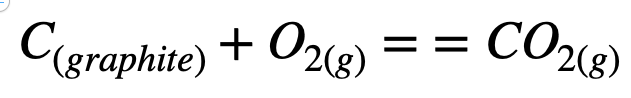 C(graphite) + O2(g) == CO2(g)